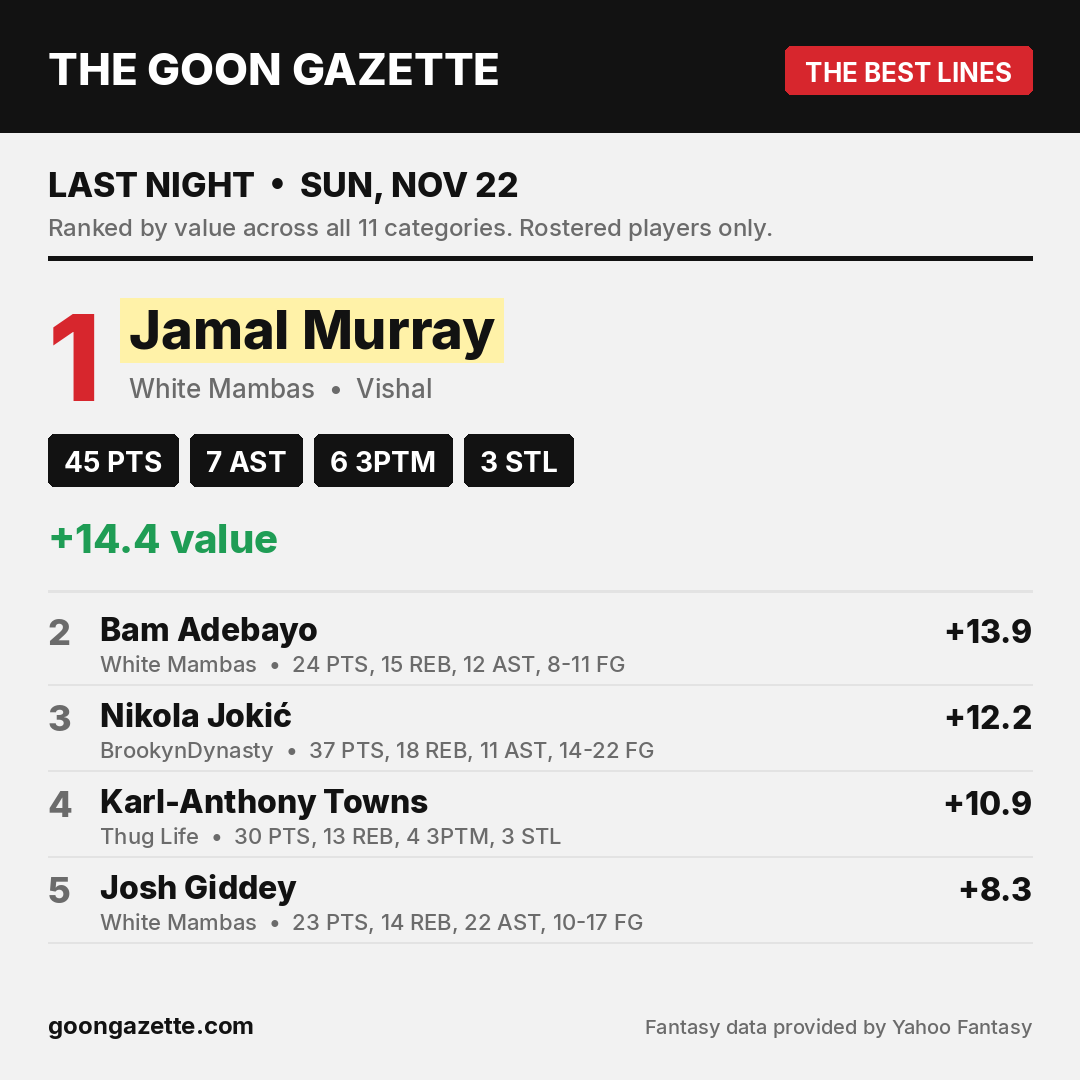 THE GOON GAZETTE
THE BEST LINES
LAST NIGHT • SUN, NOV 22
Ranked by value across all 11 categories. Rostered players only.
1 Jamal Murray
White Mambas • Vishal
45 PTS 7 AST 6 3PTM 3 STL
+14.4 value
2 Bam Adebayo +13.9
White Mambas • 24 PTS, 15 REB, 12 AST, 8-11 FG
3 Nikola Jokić +12.2
BrookynDynasty • 37 PTS, 18 REB, 11 AST, 14-22 FG
4 Karl-Anthony Towns +10.9
Thug Life • 30 PTS, 13 REB, 4 3PTM, 3 STL
5 Josh Giddey +8.3
White Mambas • 23 PTS, 14 REB, 22 AST, 10-17 FG
goongazette.com
Fantasy data provided by Yahoo Fantasy